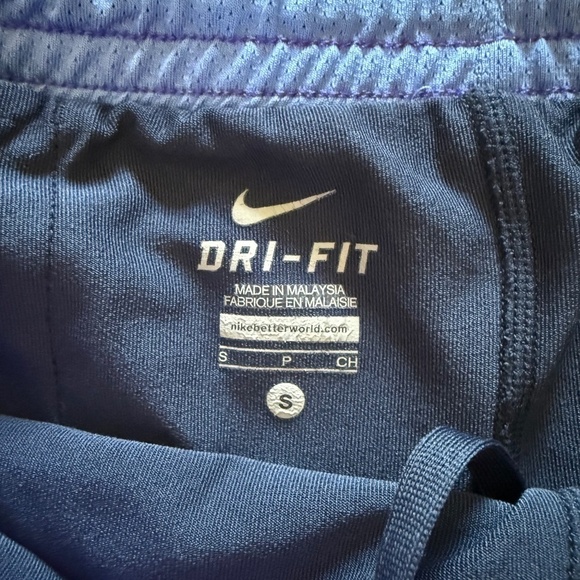 DRI-FIT
MADE IN MALAYSIA
FABRIQUE EN MALAISIE
nikebetterworld.com
S P CH
S